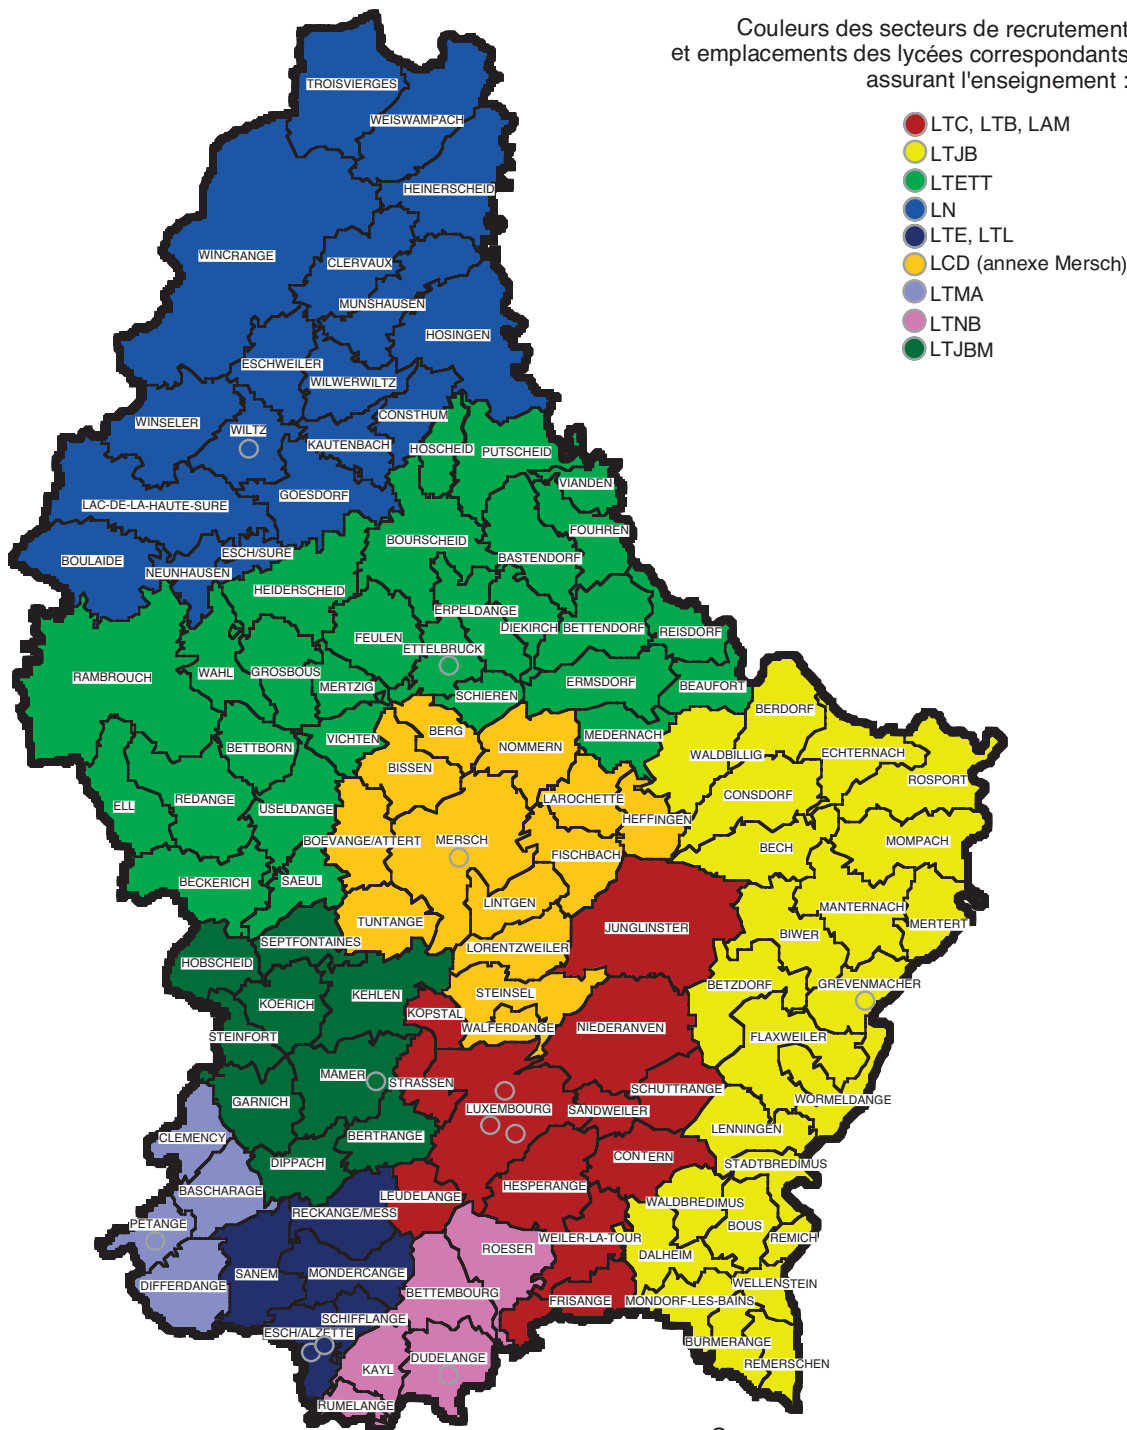 Couleurs des secteurs de recrutement
et emplacements des lycées correspondants
assurant l'enseignement :
LTC, LTB, LAM
LTJB
LTETT
LN
LTE, LTL
LCD (annexe Mersch)
LTMA
LTNB
LTJBM
TROISVIERGES
WEISWAMPACH
HEINERSCHEID
WINCRANGE
CLERVAUX
MUNSHAUSEN
HOSINGEN
ESCHWEILER
WILWERWILTZ
CONSTHUM
WINSELER
WILTZ
KAUTENBACH
HOSCHEID
PUTSCHEID
VIANDEN
GOESDORF
LAC-DE-LA-HAUTE-SURE
FOUHREN
BOURSCHEID
BASTENDORF
ESCH/SURE
BOULAIDE
NEUNHAUSEN
HEIDERSCHEID
ERPELDANGE
DIEKIRCH
BETTENDORF
REISDORF
FEULEN
ETTELBRUCK
RAMBROUCH
WAHL
GROSBOUS
MERTZIG
SCHIEREN
ERMSDORF
BEAUFORT
BERDORF
BERG
MEDERNACH
VICHTEN
BETTBORN
NOMMERN
WALDBILLIG
ECHTERNACH
BISSEN
ROSPORT
CONSDORF
ELL
REDANGE
USELDANGE
LAROCHETTE
HEFFINGEN
BOEVANGE/ATTERT
MERSCH
FISCHBACH
BECH
MOMPACH
BECKERICH
SAEUL
LINTGEN
MANTERNACH
TUNTANGE
JUNGLINSTER
BIWER
MERTERT
SEPTFONTAINES
LORENTZWEILER
HOBSCHEID
BETZDORF
GREVENMACHER
KEHLEN
STEINSEL
KOERICH
KOPSTAL
WALFERDANGE
NIEDERANVEN
STEINFORT
FLAXWEILER
MAMER
STRASSEN
SCHUTTRANGE
GARNICH
LUXEMBOURG
SANDWEILER
WORMELDANGE
CLEMENCY
BERTRANGE
LENNINGEN
CONTERN
DIPPACH
STADTBREDIMUS
BASCHARAGE
LEUDELANGE
HESPERANGE
WALDBREDIMUS
RECKANGE/MESS
PETANGE
BOUS
REMICH
ROESER
WEILER-LA-TOUR
DALHEIM
SANEM
MONDERCANGE
DIFFERDANGE
BETTEMBOURG
WELLENSTEIN
FRISANGE
MONDORF-LES-BAINS
SCHIFFLANGE
ESCH/ALZETTE
BURMERANGE
DUDELANGE
REMERSCHEN
KAYL
RUMELANGE